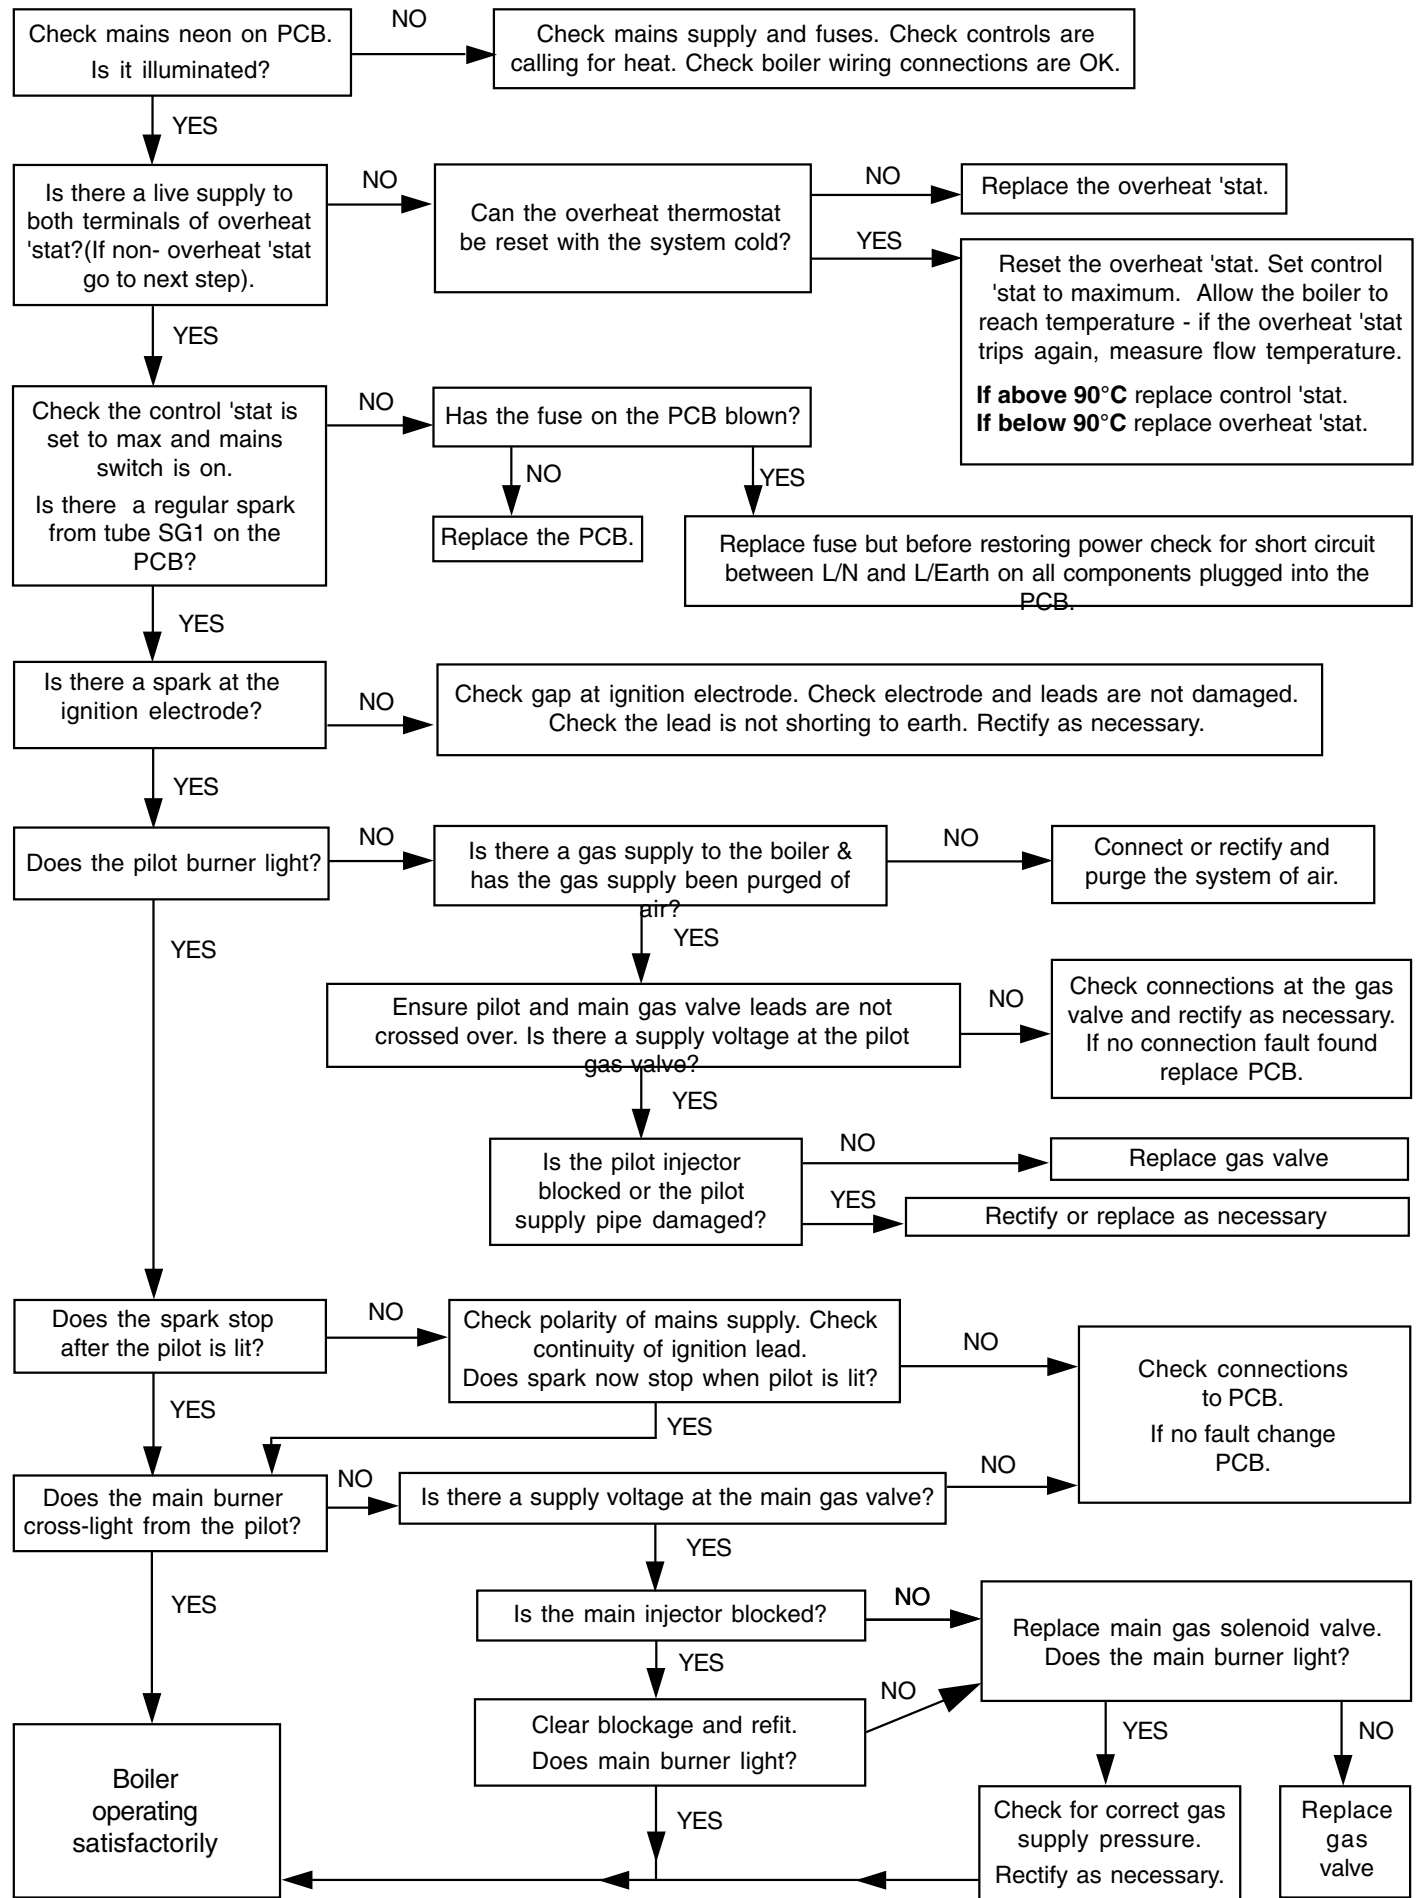 Check mains neon on PCB.
Is it illuminated?
NO
Check mains supply and fuses. Check controls are
calling for heat. Check boiler wiring connections are OK.
YES
Is there a live supply to
both terminals of overheat
'stat?(If non- overheat 'stat
go to next step).
NO
Can the overheat thermostat
be reset with the system cold?
NO
Replace the overheat 'stat.
YES
Reset the overheat 'stat. Set control
'stat to maximum. Allow the boiler to
reach temperature - if the overheat 'stat
trips again, measure flow temperature.
If above 90°C replace control 'stat.
If below 90°C replace overheat 'stat.
YES
Check the control 'stat is
set to max and mains
switch is on.
Is there a regular spark
from tube SG1 on the
PCB?
NO
Has the fuse on the PCB blown?
NO
Replace the PCB.
YES
Replace fuse but before restoring power check for short circuit
between L/N and L/Earth on all components plugged into the
PCB.
YES
Is there a spark at the
ignition electrode?
NO
Check gap at ignition electrode. Check electrode and leads are not damaged.
Check the lead is not shorting to earth. Rectify as necessary.
YES
Does the pilot burner light?
NO
Is there a gas supply to the boiler &
has the gas supply been purged of
air?
NO
Connect or rectify and
purge the system of air.
YES
YES
Ensure pilot and main gas valve leads are not
crossed over. Is there a supply voltage at the pilot
gas valve?
NO
Check connections at the gas
valve and rectify as necessary.
If no connection fault found
replace PCB.
YES
Is the pilot injector
blocked or the pilot
supply pipe damaged?
NO
Replace gas valve
YES
Rectify or replace as necessary
Does the spark stop
after the pilot is lit?
NO
Check polarity of mains supply. Check
continuity of ignition lead.
Does spark now stop when pilot is lit?
NO
Check connections
to PCB.
If no fault change
PCB.
YES
YES
Does the main burner
cross-light from the pilot?
NO
Is there a supply voltage at the main gas valve?
NO
YES
YES
Is the main injector blocked?
NO
Replace main gas solenoid valve.
Does the main burner light?
YES
Clear blockage and refit.
Does main burner light?
NO
YES
NO
Boiler
operating
satisfactorily
YES
Check for correct gas
supply pressure.
Rectify as necessary.
Replace
gas
valve